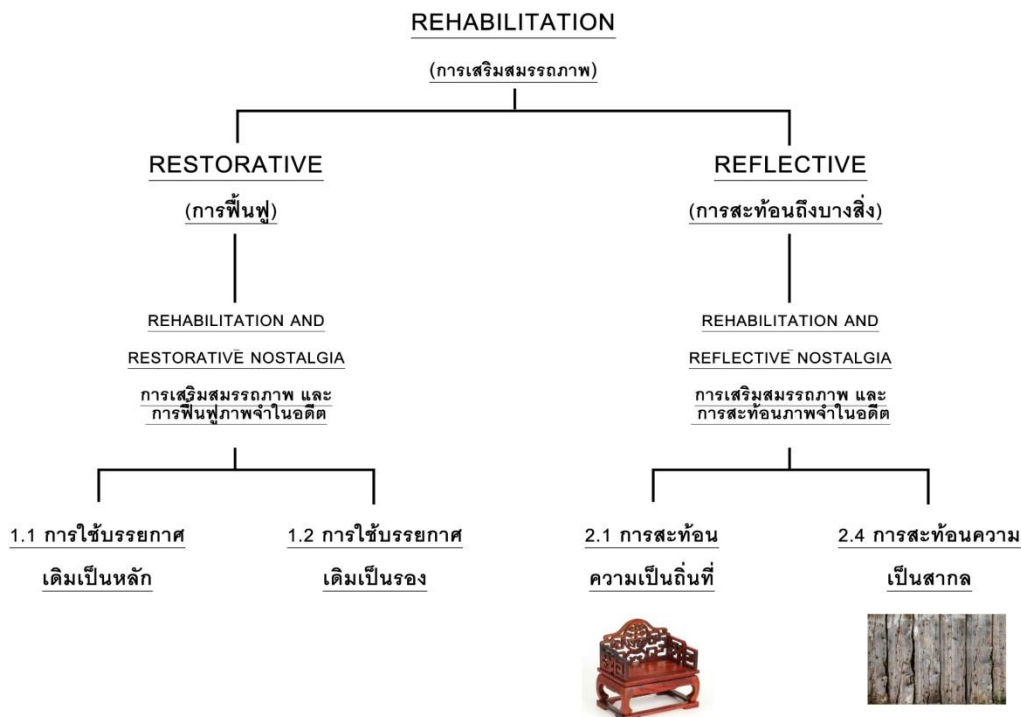 REHABILITATION
(การเสริมสมรรถภาพ)
RESTORATIVE
(การฟื้นฟู)
REFLECTIVE
(การสะท้อนถึงบางสิ่ง)
REHABILITATION AND
RESTORATIVE NOSTALGIA
การเสริมสมรรถภาพ และ
การฟื้นฟูภาพจำในอดีต
REHABILITATION AND
REFLECTIVE NOSTALGIA
การเสริมสมรรถภาพ และ
การสะท้อนภาพจำในอดีต
1.1 การใช้บรรยกาศ
เดิมเป็นหลัก
1.2 การใช้บรรยกาศ
เดิมเป็นรอง
2.1 การสะท้อน
ความเป็นถิ่นที่
2.4 การสะท้อนความ
เป็นสากล